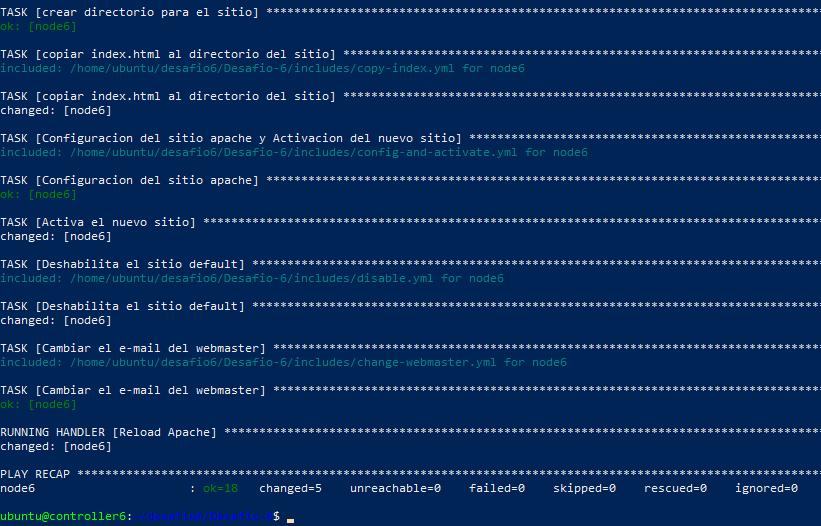 TASK [crear directorio para el sitio] *******************************************************************************
ok: [node6]
TASK [copiar index.html al directorio del sitio] ********************************************************************
included: /home/ubuntu/desafio6/Desafio-6/includes/copy-index.yml for node6
TASK [copiar index.html al directorio del sitio] ********************************************************************
changed: [node6]
TASK [Configuracion del sitio apache y Activacion del nuevo sitio] **************************************************
included: /home/ubuntu/desafio6/Desafio-6/includes/config-and-activate.yml for node6
TASK [Configuracion del sitio apache] *******************************************************************************
ok: [node6]
TASK [Activa el nuevo sitio] ****************************************************************************************
changed: [node6]
TASK [Deshabilita el sitio default] *********************************************************************************
included: /home/ubuntu/desafio6/Desafio-6/includes/disable.yml for node6
TASK [Deshabilita el sitio default] *********************************************************************************
changed: [node6]
TASK [Cambiar el e-mail del webmaster] ******************************************************************************
included: /home/ubuntu/desafio6/Desafio-6/includes/change-webmaster.yml for node6
TASK [Cambiar el e-mail del webmaster] ******************************************************************************
ok: [node6]
RUNNING HANDLER [Reload Apache] *************************************************************************************
changed: [node6]
PLAY RECAP **********************************************************************************************************
node6 : ok=18 changed=5 unreachable=0 failed=0 skipped=0 rescued=0 ignored=0
ubuntu@controller6:~/desafio6/Desafio-6$